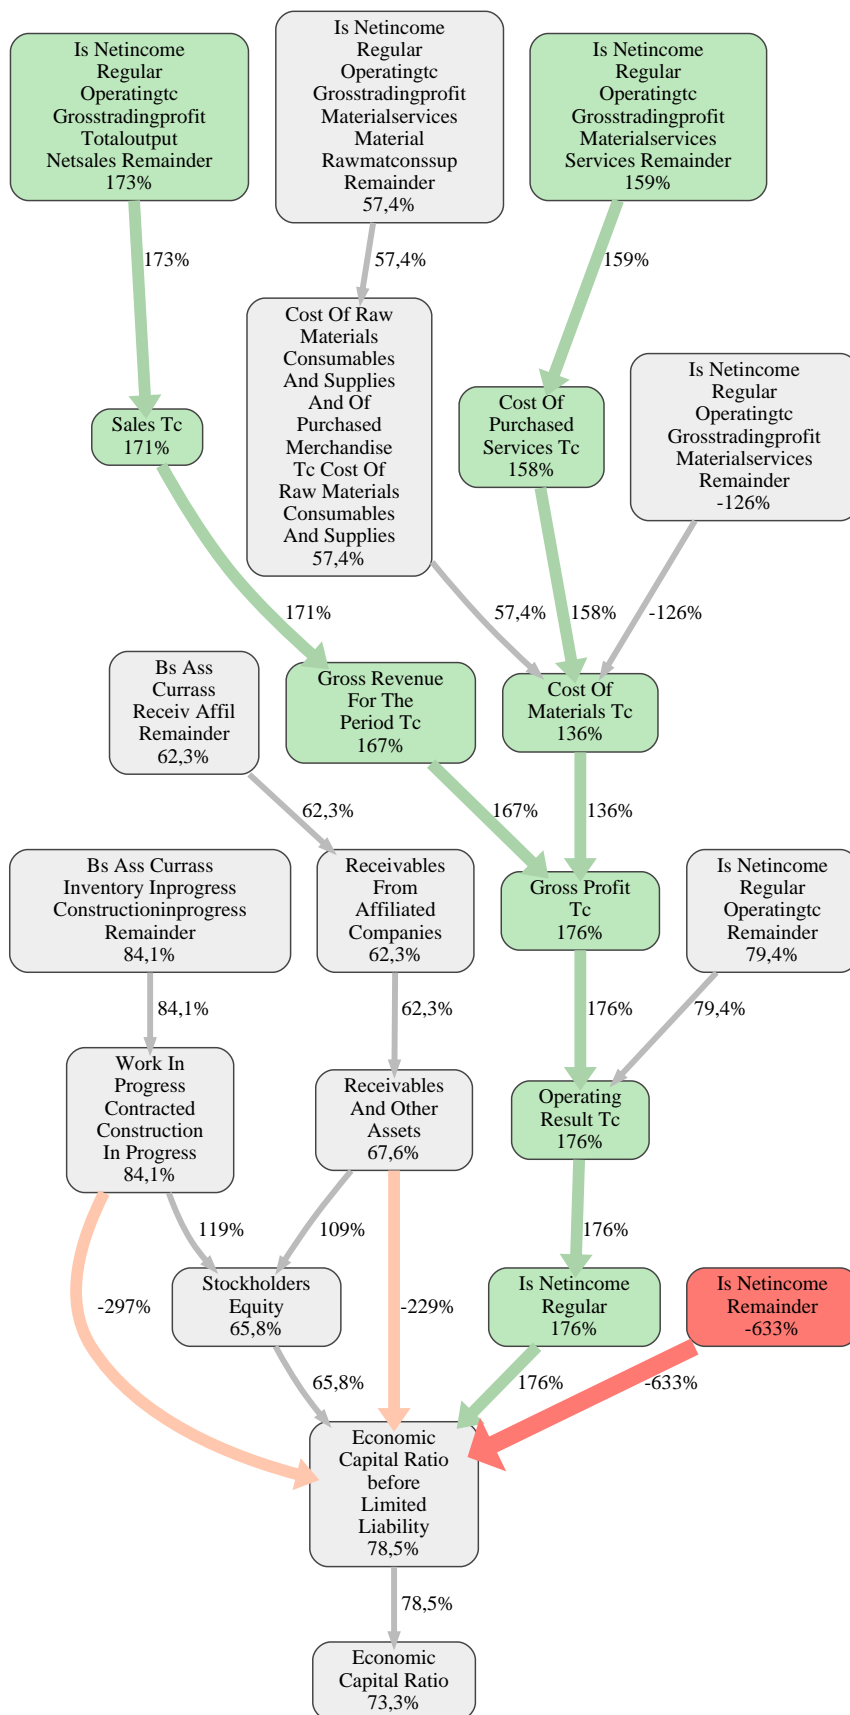 Is Netincome
Regular
Operatingtc
Grosstradingprofit
Totaloutput
Netsales Remainder
173%
Is Netincome
Regular
Operatingtc
Grosstradingprofit
Materialservices
Material
Rawmatconssup
Remainder
57,4%
Is Netincome
Regular
Operatingtc
Grosstradingprofit
Materialservices
Services Remainder
159%
173%
57,4%
159%
Cost Of Raw
Materials
Consumables
And Supplies
And Of
Purchased
Merchandise
Tc Cost Of
Raw Materials
Consumables
And Supplies
57,4%
Is Netincome
Regular
Operatingtc
Grosstradingprofit
Materialservices
Remainder
-126%
Sales Tc
171%
Cost Of
Purchased
Services Tc
158%
171%
57,4%
158%
-126%
Bs Ass
Currass
Receiv Affil
Remainder
62,3%
Gross Revenue
For The
Period Tc
167%
Cost Of
Materials Tc
136%
62,3%
167%
136%
Bs Ass Currass
Inventory Inprogress
Constructioninprogress
Remainder
84,1%
Receivables
From
Affiliated
Companies
62,3%
Gross Profit
Tc
176%
Is Netincome
Regular
Operatingtc
Remainder
79,4%
84,1%
62,3%
176%
79,4%
Work In
Progress
Contracted
Construction
In Progress
84,1%
Receivables
And Other
Assets
67,6%
Operating
Result Tc
176%
119%
109%
176%
Stockholders
Equity
65,8%
Is Netincome
Regular
176%
Is Netincome
Remainder
-633%
-297%
-229%
65,8%
176%
-633%
Economic
Capital Ratio
before
Limited
Liability
78,5%
78,5%
Economic
Capital Ratio
73,3%